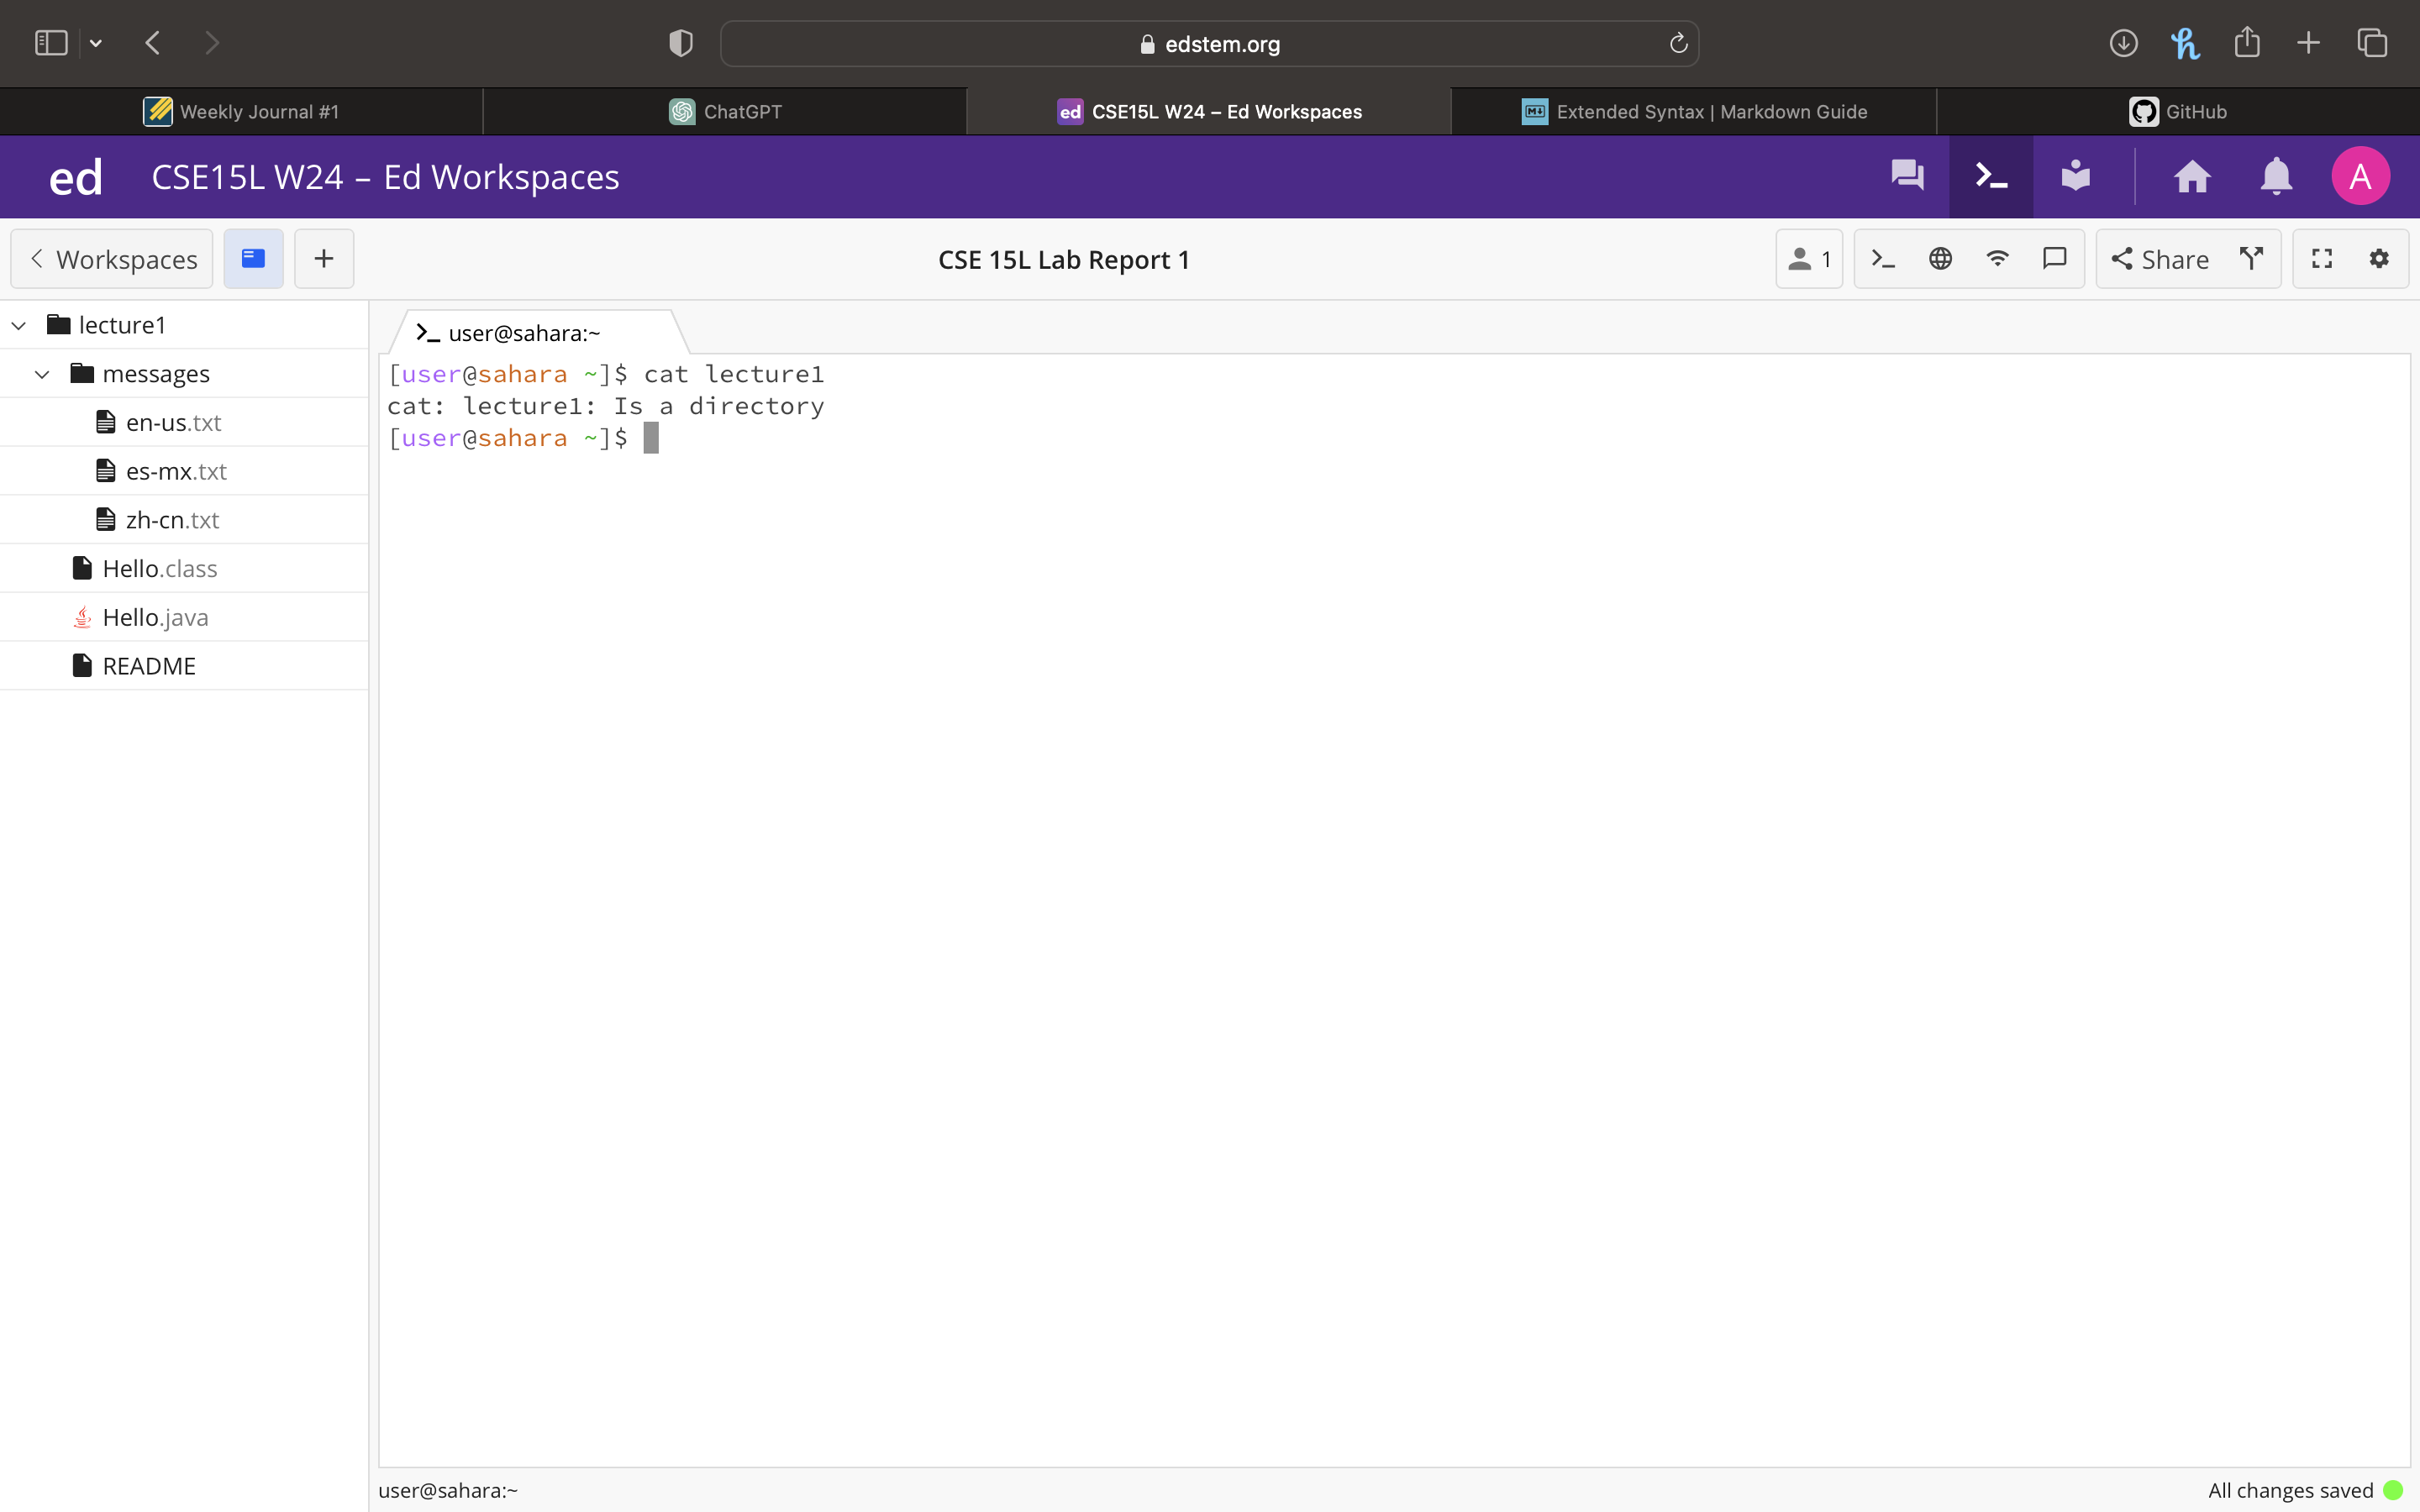 edstem.org
Weekly Journal #1
ChatGPT
ed CSE15L W24 – Ed Workspaces
Extended Syntax | Markdown Guide
GitHub
ed CSE15L W24 – Ed Workspaces
A
Workspaces
CSE 15L Lab Report 1
1
Share
lecture1
messages
en-us.txt
es-mx.txt
zh-cn.txt
Hello.class
Hello.java
README
user@sahara:~
[user@sahara ~]$ cat lecture1
cat: lecture1: Is a directory
[user@sahara ~]$
user@sahara:~
All changes saved